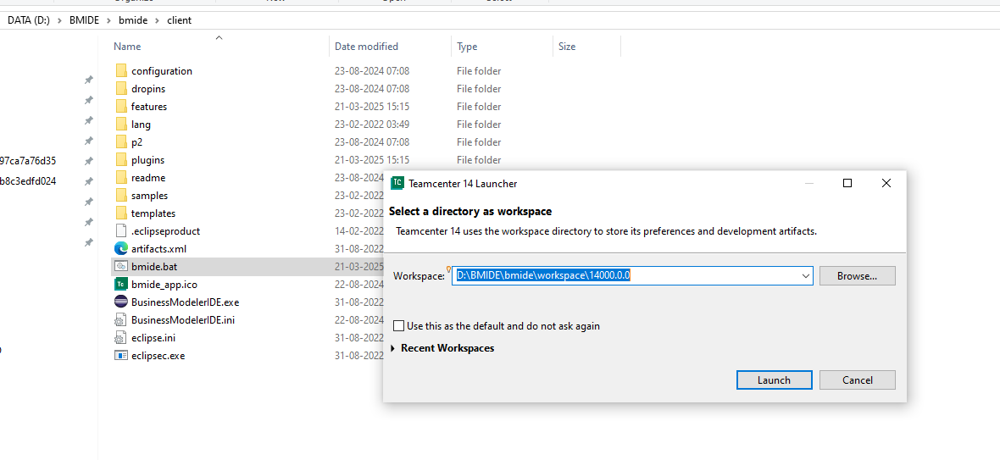 DATA (D:) > BMIDE > bmide > client
Name Date modified Type Size
configuration 23-08-2024 07:08 File folder
dropins 23-08-2024 07:08 File folder
features 21-03-2025 15:15 File folder
lang 23-02-2022 03:49 File folder
p2 23-08-2024 07:08 File folder
97ca7a76d35 plugins 21-03-2025 15:15 File folder
b8c3edfd024 readme 23-08-2024
samples 23-02-2022
templates 23-02-2022
.eclipseproduct 14-02-2022
artifacts.xml 31-08-2022
bmide.bat 21-03-2025
bmide_app.ico 22-08-2024
BusinessModelerIDE.exe 31-08-2022
BusinessModelerIDE.ini 22-08-2024
eclipse.ini 31-08-2022
eclipsec.exe 31-08-2022
TC Teamcenter 14 Launcher
Select a directory as workspace
Teamcenter 14 uses the workspace directory to store its preferences and development artifacts.
Workspace: D:\BMIDE\bmide\workspace\14000.0.0 Browse...
Use this as the default and do not ask again
Recent Workspaces
Launch Cancel